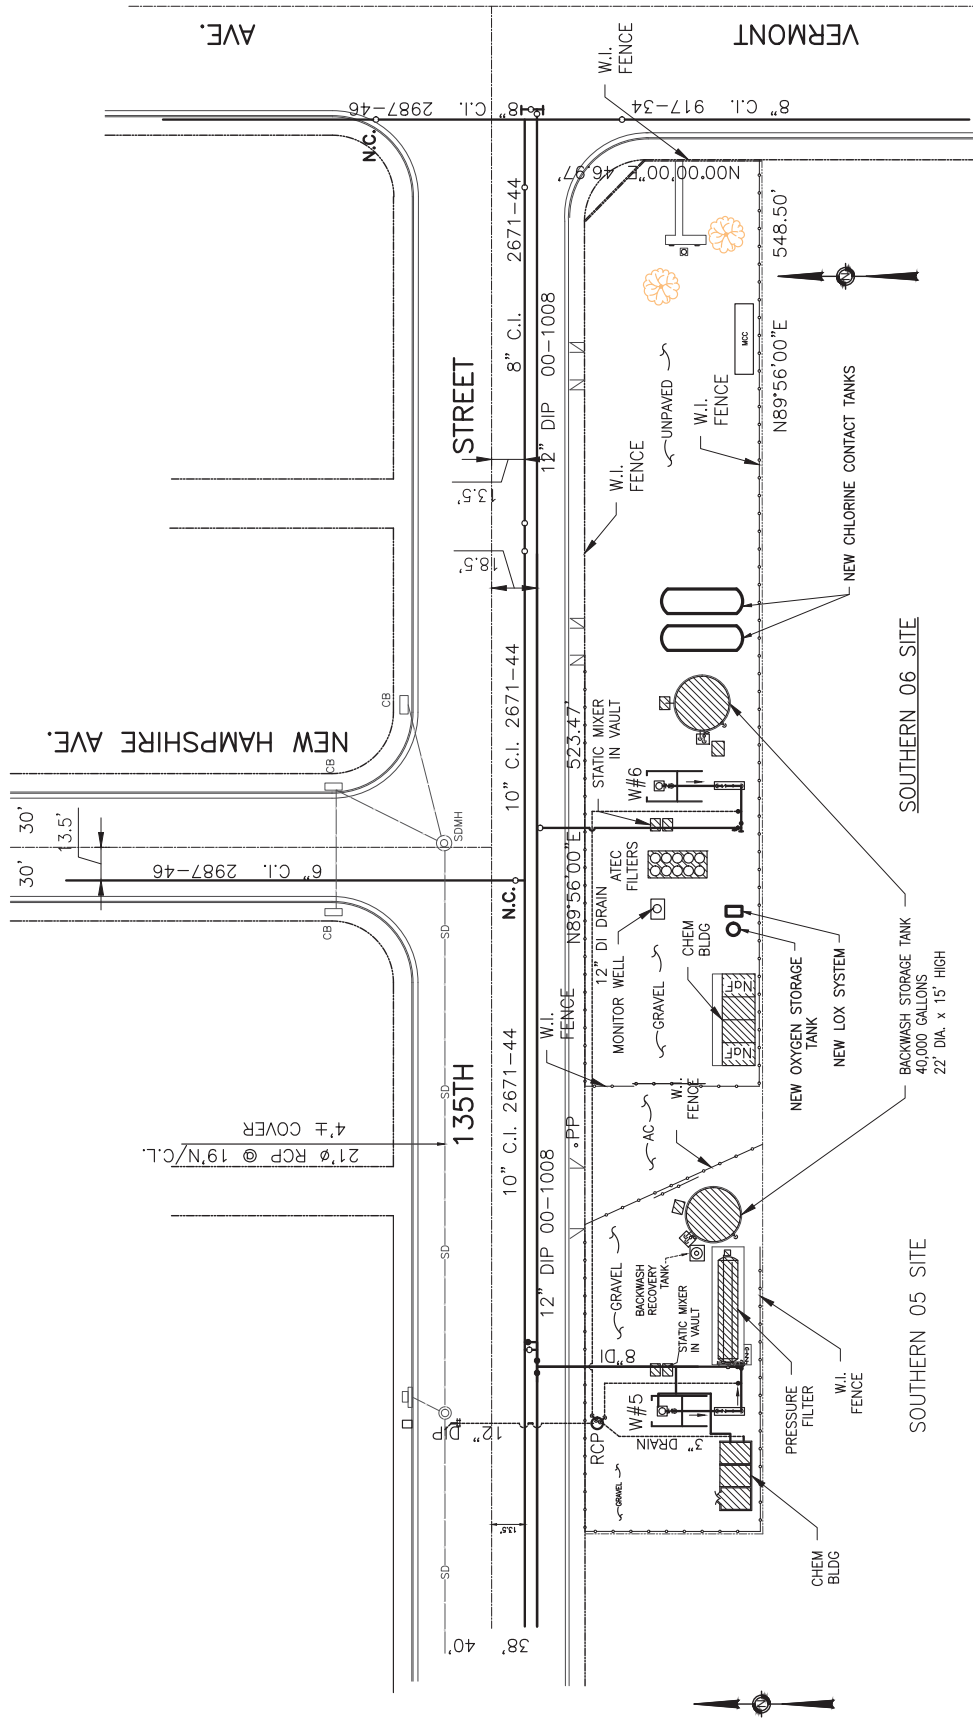 VERMONT
AVE.
W.I.
FENCE
8" C.I.
2987-46
8" C.I.
917-34
N.C.
W.I.
FENCE
N00°00'00"E 46.97'
548.50'
N89°56'00"E
2671-44
8" C.I.
00-1008
12" DIP
STREET
13.5'
18.5'
MCC
UNPAVED
W.I.
FENCE
W.I.
FENCE
NEW CHLORINE CONTACT TANKS
SOUTHERN 06 SITE
NEW HAMPSHIRE AVE.
CB
CB
CB
SDMH
30'
30'
13.5'
6" C.I.
2987-46
N.C.
10" C.I. 2671-44
523.47'
N89°56'00"E
STATIC MIXER
IN VAULT
W#6
ATEC
FILTERS
12" DI DRAIN
MONITOR WELL
GRAVEL
CHEM
BLDG
NaF
NaF
NEW OXYGEN STORAGE
TANK
NEW LOX SYSTEM
BACKWASH STORAGE TANK
40,000 GALLONS
22' DIA. x 15' HIGH
W.I.
FENCE
W.I.
FENCE
AC
PP
SD
SD
SD
SD
135TH
10" C.I. 2671-44
12" DIP 00-1008
21"ø RCP @ 19'N/C.L.
4'± COVER
GRAVEL
BACKWASH
RECOVERY
TANK
STATIC MIXER
IN VAULT
8"DI
W#5
RCP
3" DRAIN
12" DIP
GRAVEL
PRESSURE
FILTER
W.I.
FENCE
CHEM
BLDG
SOUTHERN 05 SITE
13.5'
40'
38'
N
N